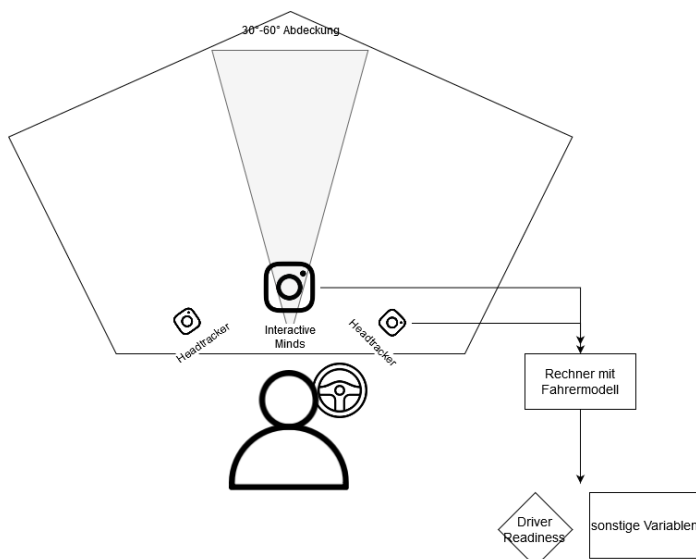 30°-60° Abdeckung
Headtracker
Interactive
Minds
Headtracker
Rechner mit
Fahrermodell
Driver
Readiness
sonstige Variablen